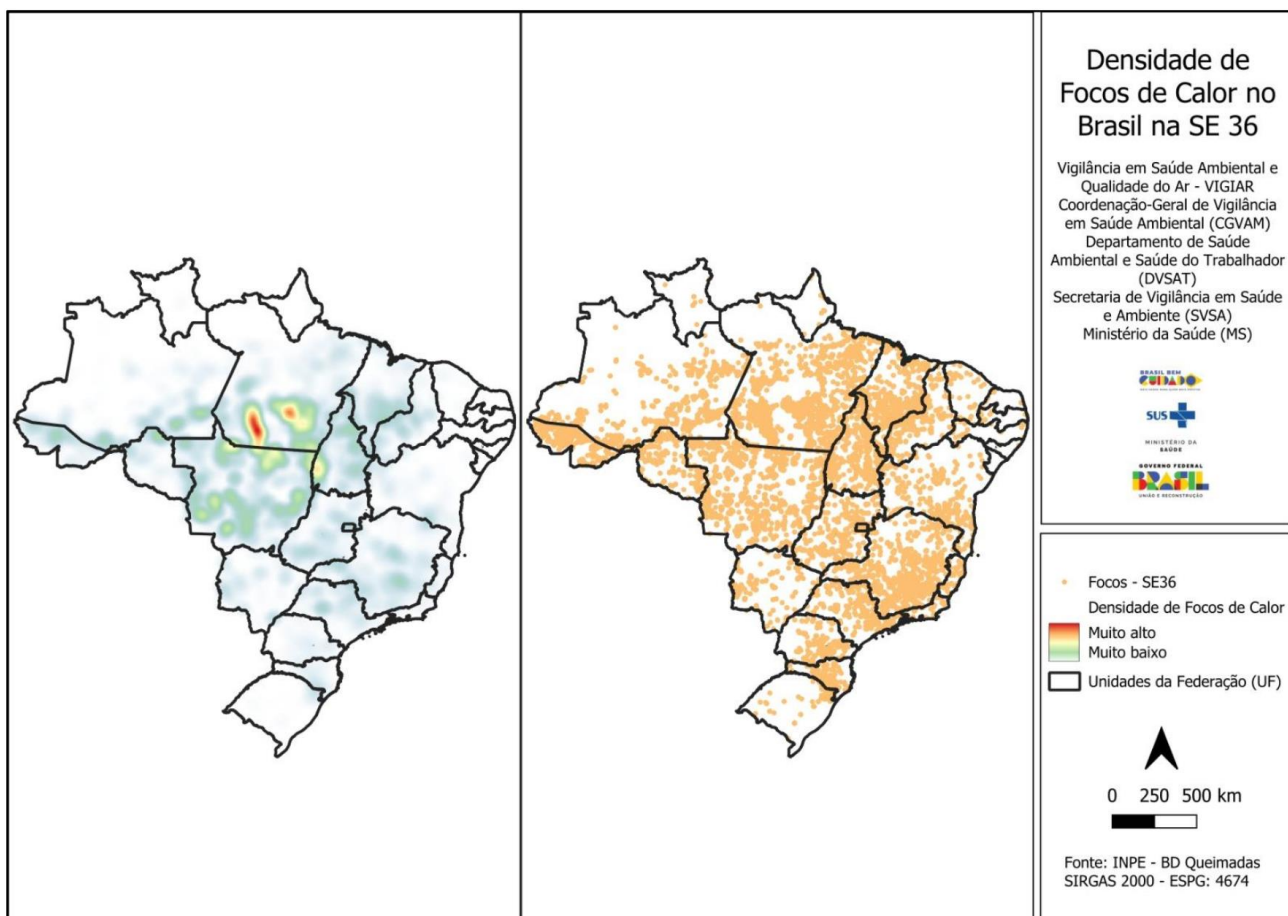 Densidade de
Focos de Calor no
Brasil na SE 36
Vigilância em Saúde Ambiental e
Qualidade do Ar - VIGIAR
Coordenação-Geral de Vigilância
em Saúde Ambiental (CGVAM)
Departamento de Saúde
Ambiental e Saúde do Trabalhador
(DVSAT)
Secretaria de Vigilância em Saúde
e Ambiente (SVSA)
Ministério da Saúde (MS)
BRASIL BEM
CUIDADO
SUS
MINISTÉRIO DA
SAÚDE
GOVERNO FEDERAL
BRASIL
UNIÃO E RECONSTRUÇÃO
Focos - SE36
Densidade de Focos de Calor
Muito alto
Muito baixo
Unidades da Federação (UF)
0 250 500 km
Fonte: INPE - BD Queimadas
SIRGAS 2000 - ESPG: 4674